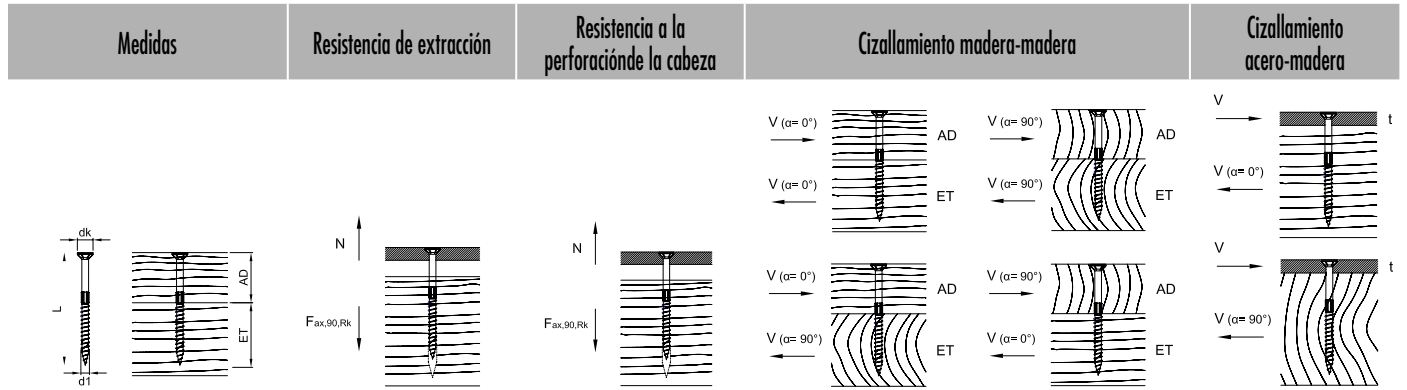 Medidas
Resistencia de extracción
Resistencia a la
perforaciónde la cabeza
Cizallamiento madera-madera
Cizallamiento
acero-madera
dk
L
d1
AD
ET
N
Fax,90,Rk
N
Fax,90,Rk
V (α= 0°)
AD
V (α= 0°)
ET
V (α= 90°)
AD
V (α= 90°)
ET
V (α= 0°)
AD
V (α= 90°)
ET
V (α= 90°)
AD
V (α= 0°)
ET
V
t
V (α= 0°)
V
t
V (α= 90°)